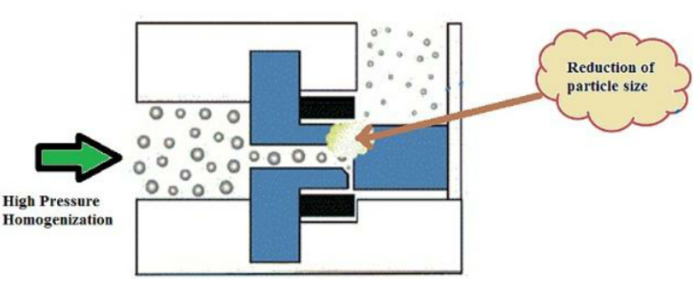 Reduction of
particle size
High Pressure
Homogenization